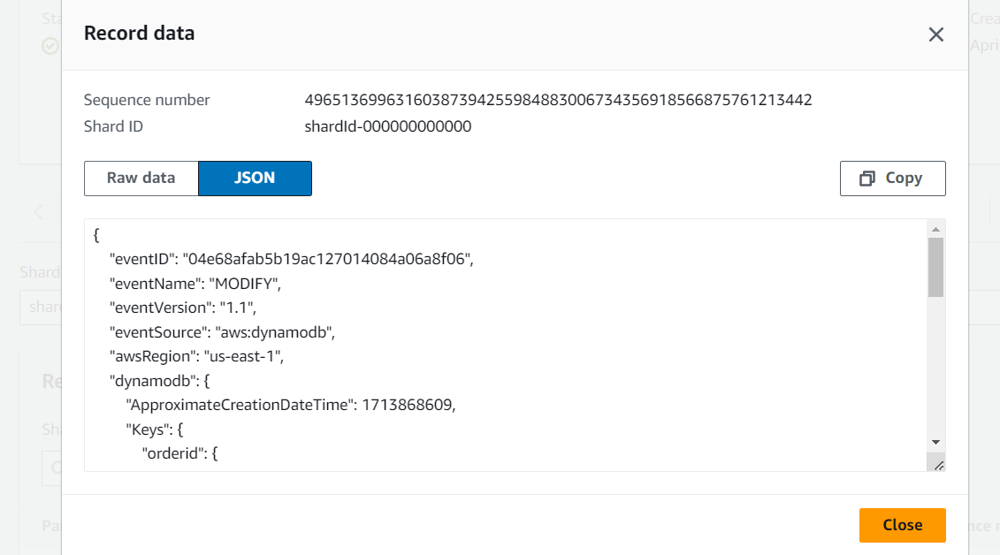 Record data
Sequence number 49651369963160387394255984883006734356918566875761213442
Shard ID shardId-000000000000
Raw data JSON Copy
{
"eventID": "04e68afab5b19ac127014084a06a8f06",
"eventName": "MODIFY",
"eventVersion": "1.1",
"eventSource": "aws:dynamodb",
"awsRegion": "us-east-1",
"dynamodb": {
"ApproximateCreationDateTime": 1713868609,
"Keys": {
"orderid": {
Close
Shard